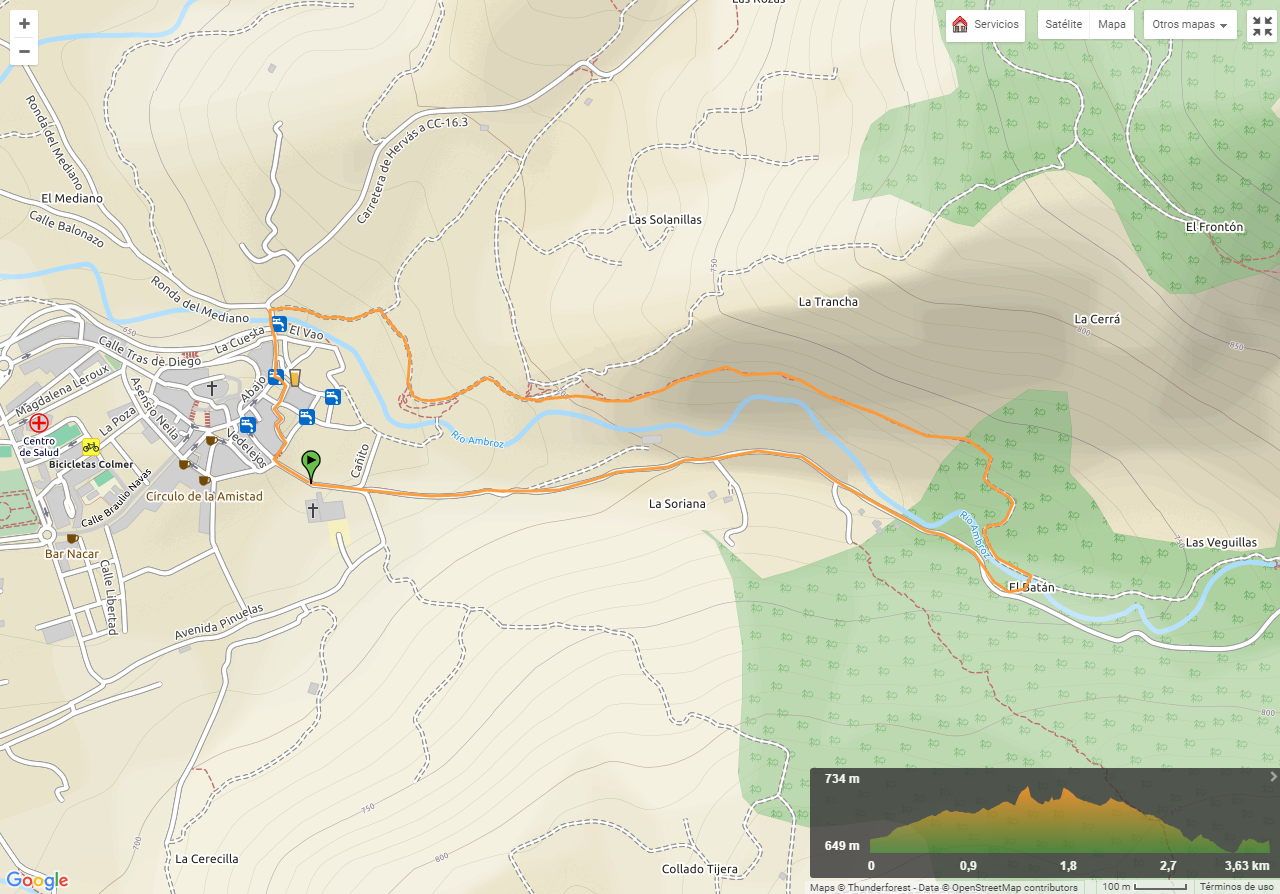 +
−
Las Rozas
Servicios
Satélite
Mapa
Otros mapas
Ronda del Mediano
Carretera de Hervás a CC-16.3
El Mediano
Calle Balonazo
Las Solanillas
El Frontón
750
Ronda del Mediano
La Trancha
La Cerrá
800
850
650
La Cuesta
El Vao
Calle Tras de Diego
Magdalena Leroux
Asensio Neila
Abajo
La Poza
Vedelejos
Centro
de Salud
Bicicletas Colmer
Cañito
Río Ambroz
Calle Braulio Navas
Círculo de la Amistad
La Soriana
Río Ambroz
750
Las Veguillas
Bar Nacar
Calle Libertad
El Batán
Avenida Pinuelas
800
750
700
La Cerecilla
800
Collado Tijera
734 m
649 m
0
0,9
1,8
2,7
3,63 km
Google
Maps © Thunderforest - Data © OpenStreetMap contributors
100 m
Términos de uso